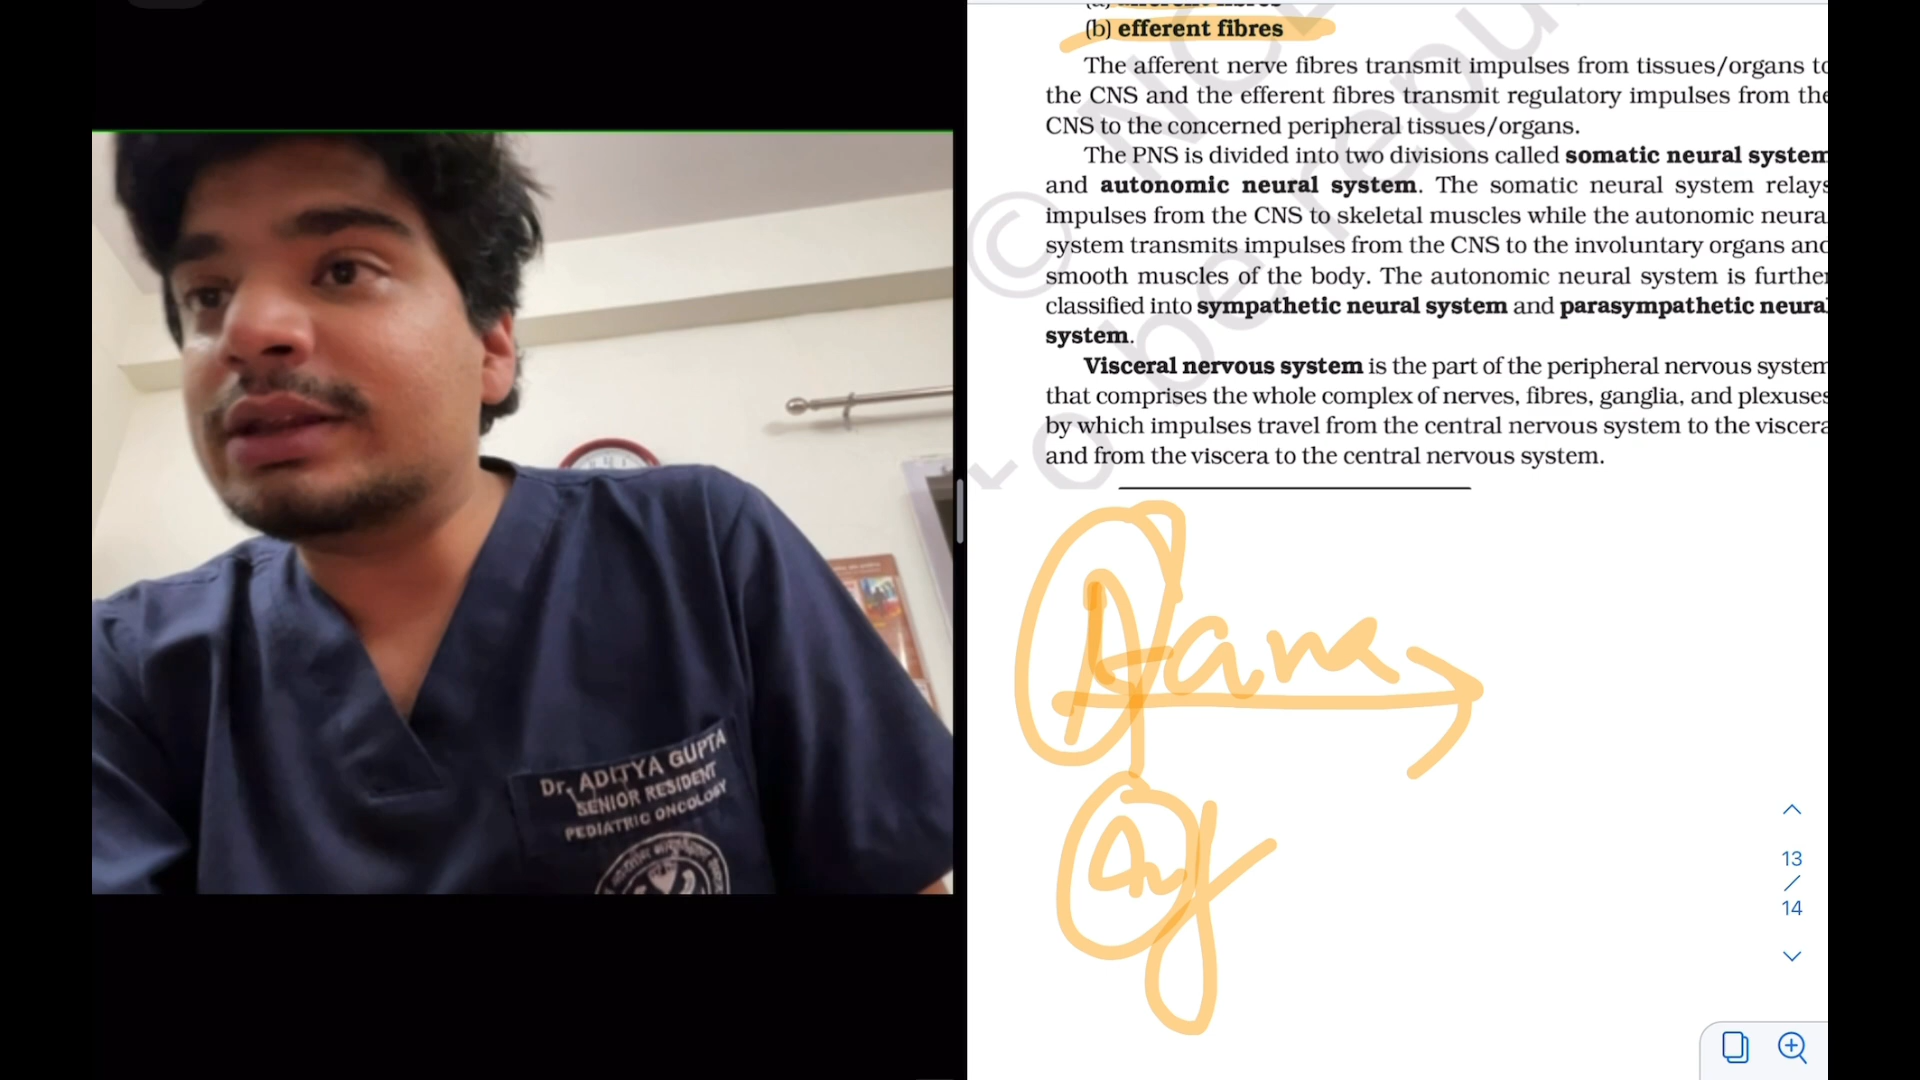 Dr. ADITYA GUPTA
SENIOR RESIDENT
PEDIATRIC ONCOLOGY
(b) efferent fibres
The afferent nerve fibres transmit impulses from tissues/organs to
the CNS and the efferent fibres transmit regulatory impulses from the
CNS to the concerned peripheral tissues/organs.
The PNS is divided into two divisions called somatic neural system
and autonomic neural system. The somatic neural system relays
impulses from the CNS to skeletal muscles while the autonomic neura
system transmits impulses from the CNS to the involuntary organs and
smooth muscles of the body. The autonomic neural system is further
classified into sympathetic neural system and parasympathetic neural
system.
Visceral nervous system is the part of the peripheral nervous system
that comprises the whole complex of nerves, fibres, ganglia, and plexuses
by which impulses travel from the central nervous system to the viscera
and from the viscera to the central nervous system.
13
/
14